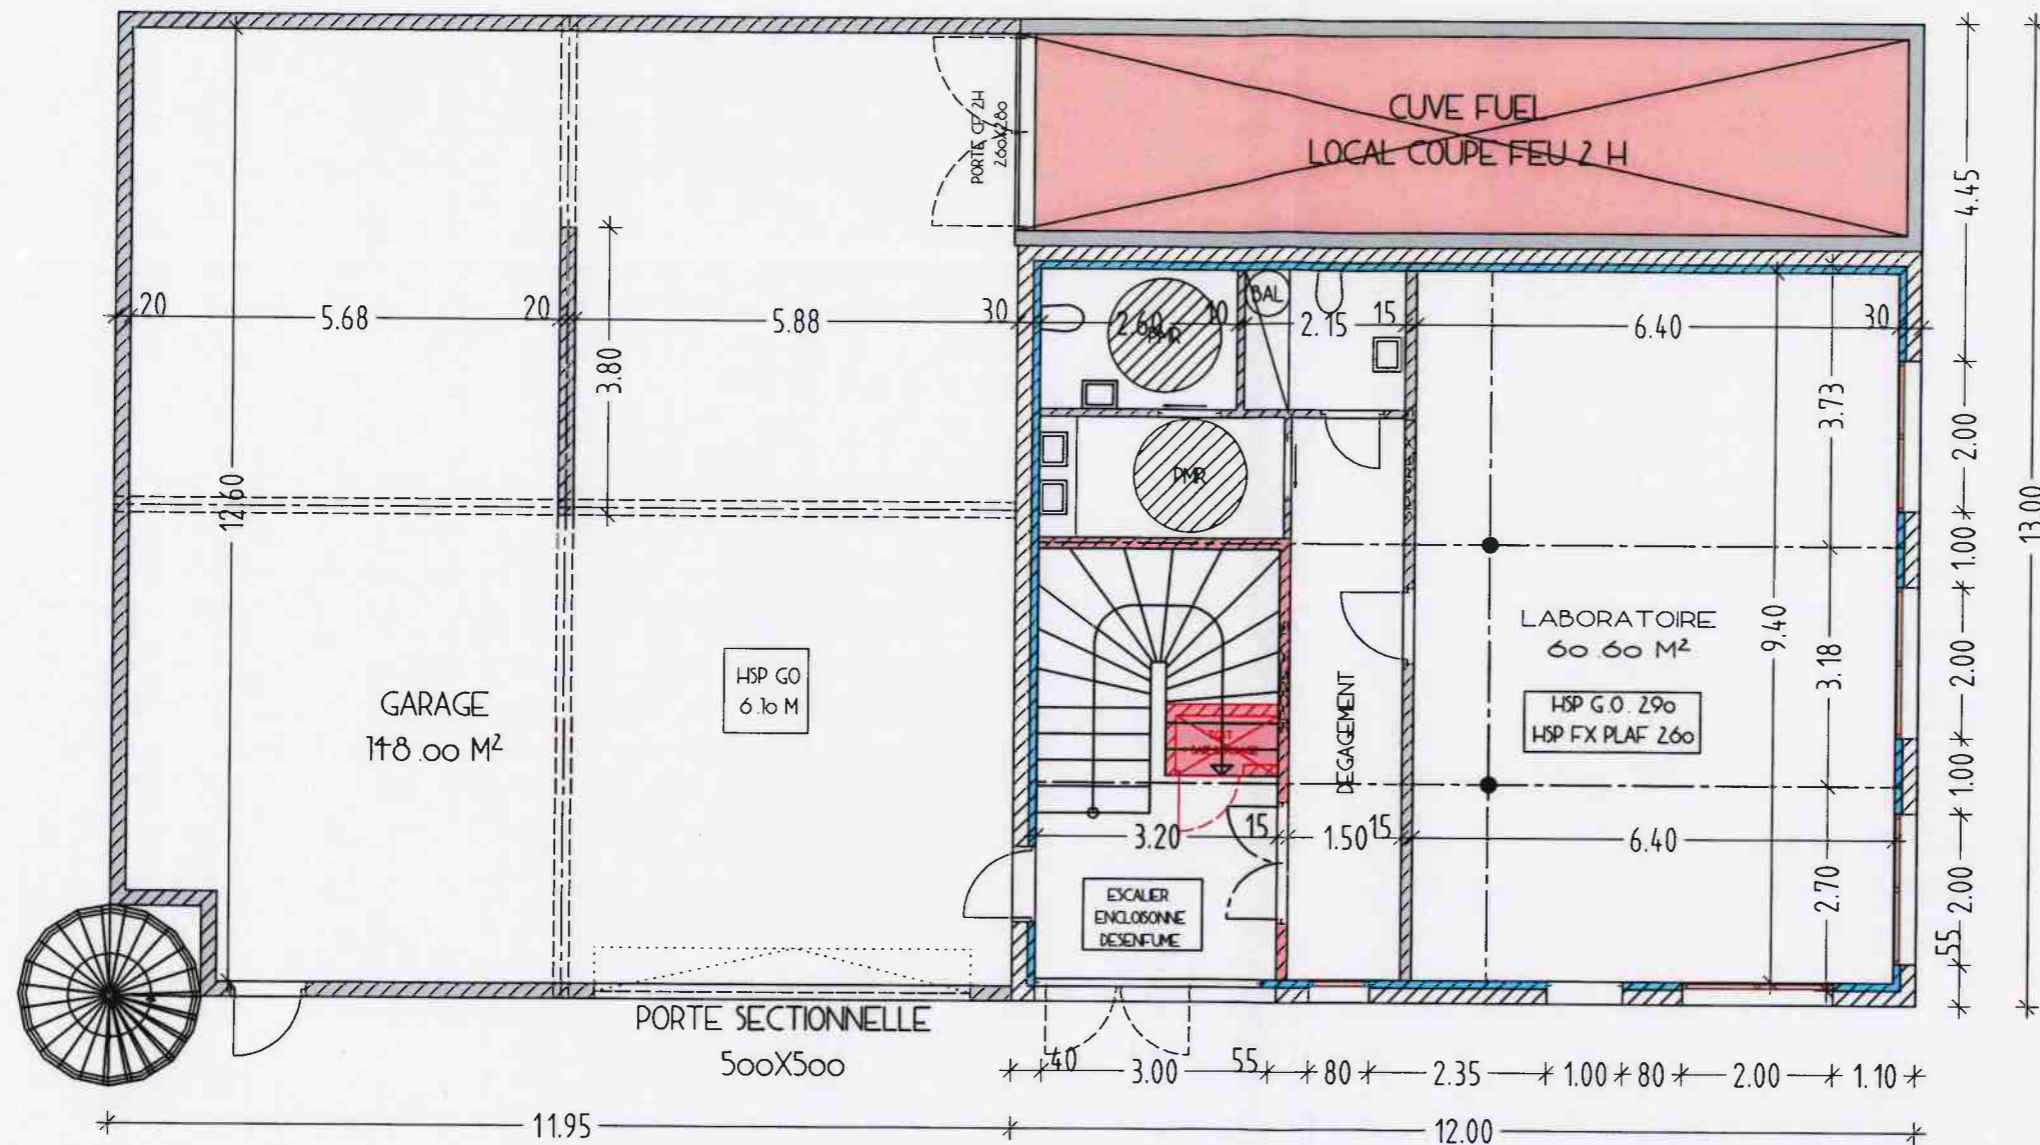 CUVE FUEL
LOCAL COUPE FEU 2 H
PORTE CF 2H
260X280
4.45
13.00
20
5.68
20
5.88
30
2.60
PMR
10
BAL
2.15
15
6.40
30
3.80
3.73
2.00
12.60
PMR
1.00
GARAGE
148.00 M²
HSP GO
6.10 M
LABORATOIRE
60.60 M²
HSP G.O. 290
HSP FX PLAF 260
9.40
3.18
2.00
DEGAGEMENT
1.00
3.20
15
1.50
15
6.40
2.70
2.00
55
ESCALIER
ENCLOISONNE
DESENFUME
PORTE SECTIONNELLE
500X500
40
3.00
55
80
2.35
1.00
80
2.00
1.10
11.95
12.00